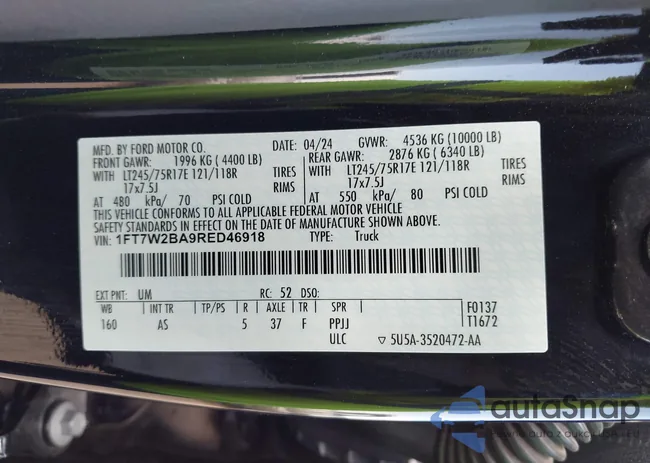 MFD. BY FORD MOTOR CO.
DATE: 04/24 GVWR: 4536 KG (10000 LB)
FRONT GAWR: 1996 KG (4400 LB) REAR GAWR: 2876 KG (6340 LB)
WITH LT245/75R17E 121/118R TIRES WITH LT245/75R17E 121/118R TIRES
17x7.5J RIMS 17x7.5J RIMS
AT 480 kPa/ 70 PSI COLD AT 550 kPa/ 80 PSI COLD
THIS VEHICLE CONFORMS TO ALL APPLICABLE FEDERAL MOTOR VEHICLE
SAFETY STANDARDS IN EFFECT ON THE DATE OF MANUFACTURE SHOWN ABOVE.
VIN: 1FT7W2BA9RED46918 TYPE: Truck
EXT PNT: UM RC: 52 DSO:
WB INT TR TP/PS R AXLE TR SPR
160 AS 5 37 F PPJJ
ULC
F0137
T1672
▽ 5U5A-3520472-AA
autaSnap